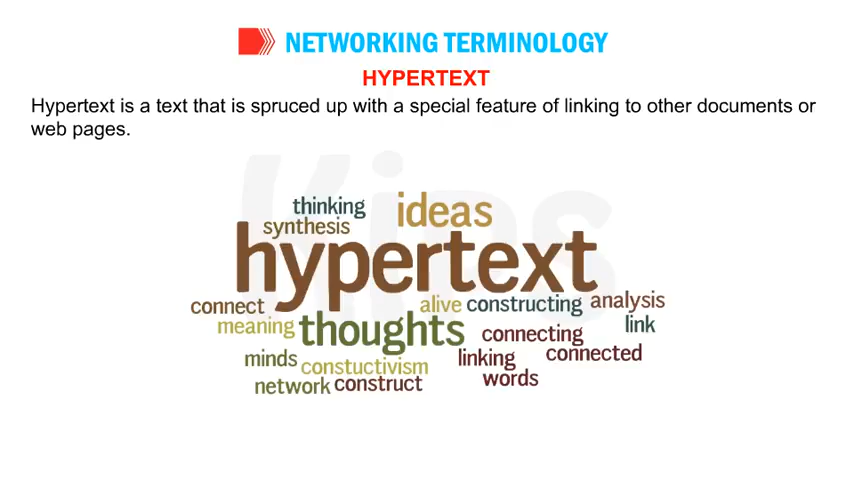 NETWORKING TERMINOLOGY
HYPERTEXT
Hypertext is a text that is spruced up with a special feature of linking to other documents or
web pages.
Kips
thinking
ideas
synthesis
hypertext
connect
alive
constructing
analysis
meaning
thoughts
connecting
link
minds
constuctivism
linking
connected
network
construct
words